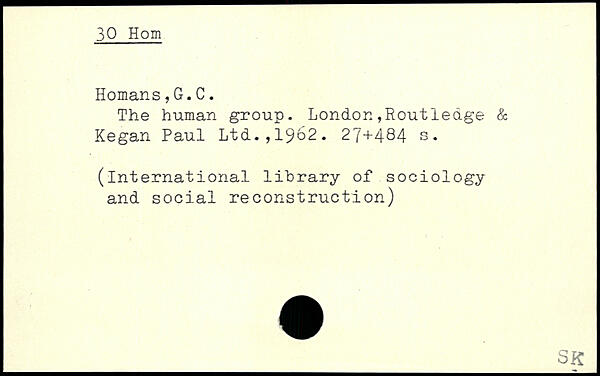 30 Hom
Homans,G.C.
The human group. London,Routledge &
Kegan Paul Ltd.,1962. 27+484 s.
(International library of sociology
and social reconstruction)
SK